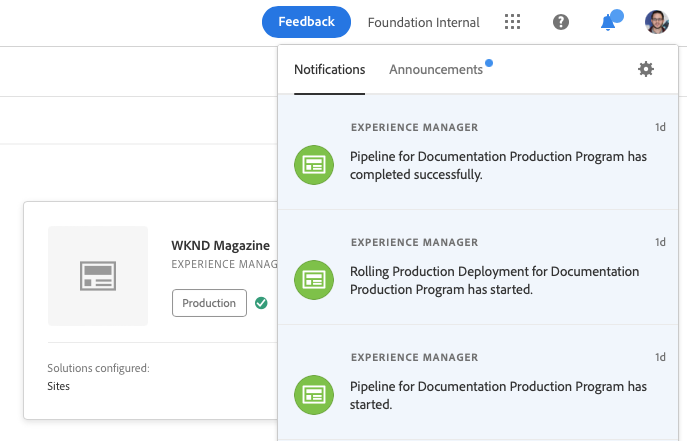 Feedback
Foundation Internal
Notifications
Announcements
EXPERIENCE MANAGER
1d
Pipeline for Documentation Production Program has
completed successfully.
EXPERIENCE MANAGER
1d
Rolling Production Deployment for Documentation
Production Program has started.
EXPERIENCE MANAGER
1d
Pipeline for Documentation Production Program has
started.
WKND Magazine
EXPERIENCE MANAG
Production
Solutions configured:
Sites